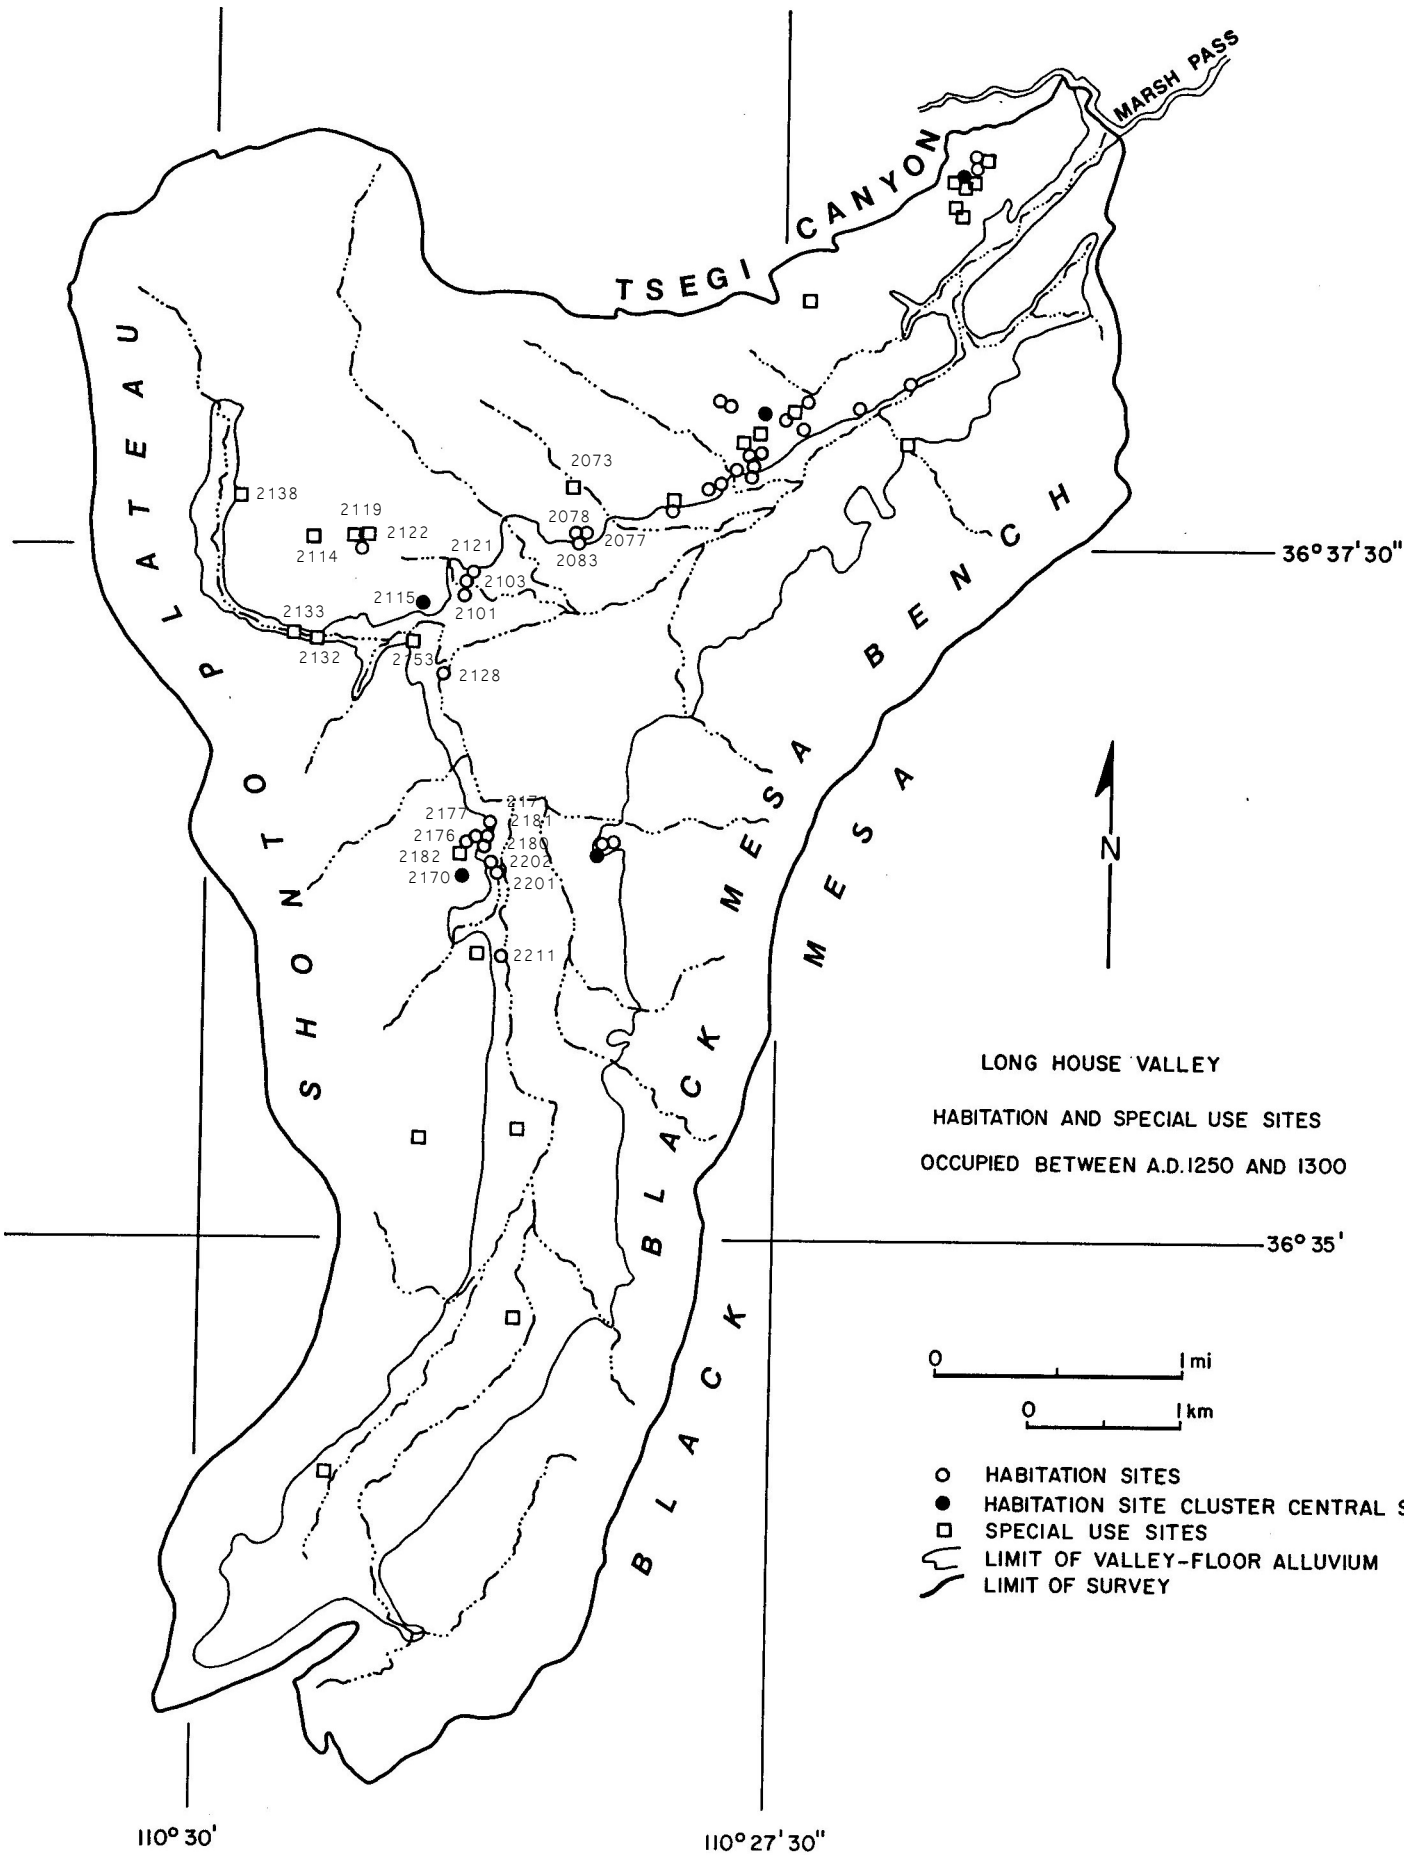 MARSH PASS
TSEGI CANYON
SHONTO PLATEAU
2073
2138
2119
2078
2122
2077
2114
2121
2083
2103
2115
2101
2133
2132
2153
2128
36° 37' 30"
BLACK MESA BENCH
BLACK MESA
N
2177
2181
2176
2180
2182
2202
2170
2201
2211
LONG HOUSE VALLEY
HABITATION AND SPECIAL USE SITES
OCCUPIED BETWEEN A.D. 1250 AND 1300
36° 35'
0 1 mi
0 1 km
HABITATION SITES
HABITATION SITE CLUSTER CENTRAL S
SPECIAL USE SITES
LIMIT OF VALLEY-FLOOR ALLUVIUM
LIMIT OF SURVEY
110° 30'
110° 27' 30"